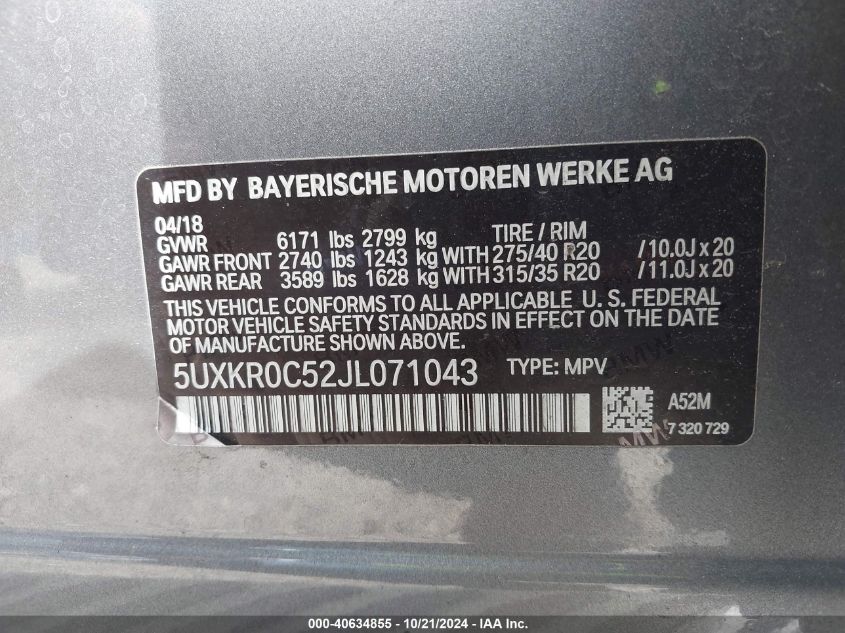 MFD BY BAYERISCHE MOTOREN WERKE AG
04/18
GVWR 6171 lbs 2799 kg TIRE / RIM
GAWR FRONT 2740 lbs 1243 kg WITH 275/40 R20 /10.0J x 20
GAWR REAR 3589 lbs 1628 kg WITH 315/35 R20 /11.0J x 20
THIS VEHICLE CONFORMS TO ALL APPLICABLE U. S. FEDERAL
MOTOR VEHICLE SAFETY STANDARDS IN EFFECT ON THE DATE
OF MANUFACTURE SHOWN ABOVE.
5UXKR0C52JL071043 TYPE: MPV
A52M
7 320 729
000-40634855 - 10/21/2024 - © IAA, Inc.